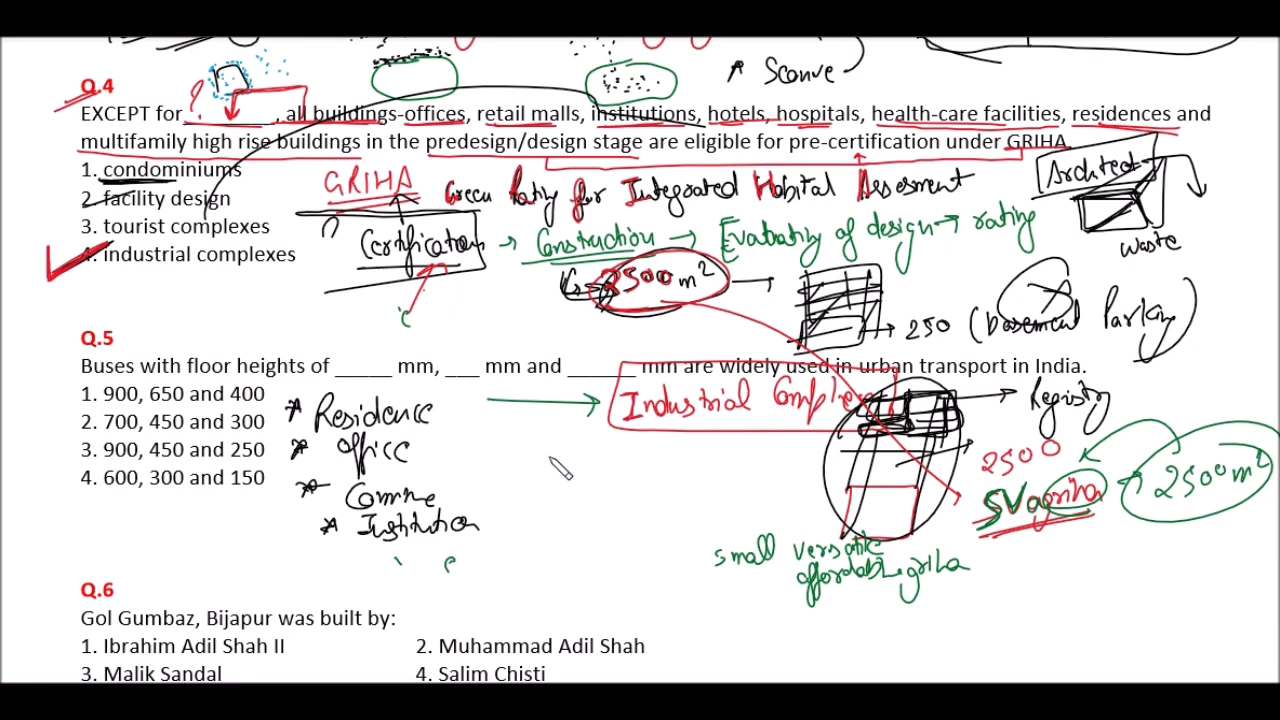 Sconve
Q.4
?
EXCEPT for ________, all buildings-offices, retail malls, institutions, hotels, hospitals, health-care facilities, residences and
multifamily high rise buildings in the predesign/design stage are eligible for pre-certification under GRIHA
1. condominiums
2. facility design
3. tourist complexes
4. industrial complexes
GRIHA Green Rating for Integrated Habital Assesment
Architect
waste
Certification → Construction → Evaluating of design → rating
2500 m² →
→ 250 (basement Parking)
Q.5
Buses with floor heights of _____ mm, ___ mm and ______ mm are widely used in urban transport in India.
1. 900, 650 and 400
2. 700, 450 and 300
3. 900, 450 and 250
4. 600, 300 and 150
* Residence
* office
* Comme
* Institution
Industrial Complex
Registry
2500
SVagriha → 2500 m²
small versatile
affordable griha
Q.6
Gol Gumbaz, Bijapur was built by:
1. Ibrahim Adil Shah II 2. Muhammad Adil Shah
3. Malik Sandal 4. Salim Chisti